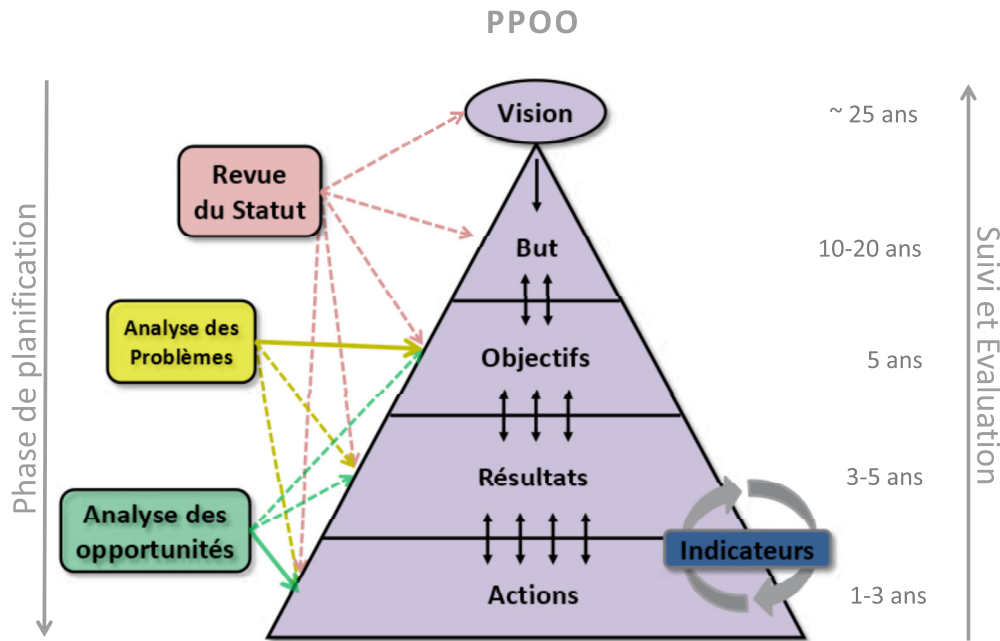 PPOO
Vision
~ 25 ans
Revue
du Statut
But
10-20 ans
Analyse des
Problèmes
Objectifs
5 ans
Résultats
3-5 ans
Analyse des
opportunités
Indicateurs
Actions
1-3 ans
Phase de planification
Suivi et Evaluation